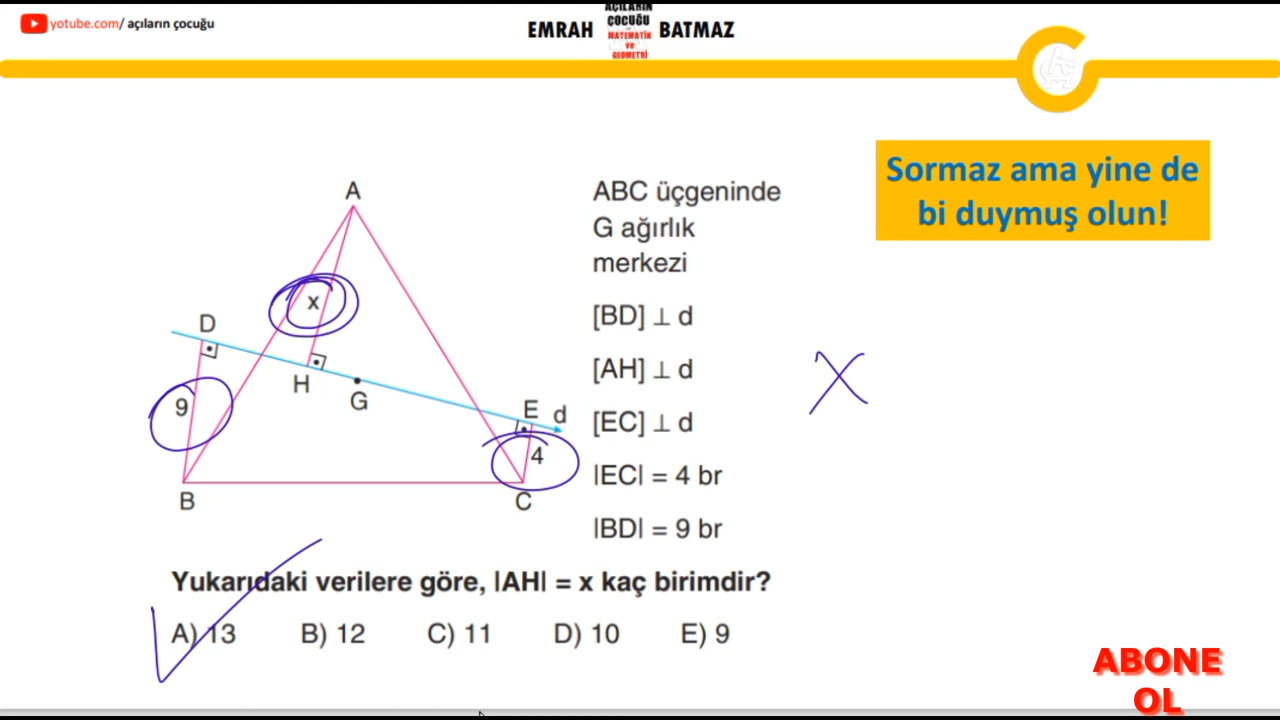 yotube.com/ açıların çocuğu
EMRAH
AÇILARIN
ÇOCUĞU
MATEMATİK
ve
GEOMETRİ
BATMAZ
Sormaz ama yine de
bi duymuş olun!
A
ABC üçgeninde
G ağırlık
merkezi
x
[BD] ⊥ d
D
[AH] ⊥ d
H
G
9
E d
[EC] ⊥ d
4
|EC| = 4 br
B
C
|BD| = 9 br
X
Yukarıdaki verilere göre, |AH| = x kaç birimdir?
A) 13 B) 12 C) 11 D) 10 E) 9
ABONE
OL